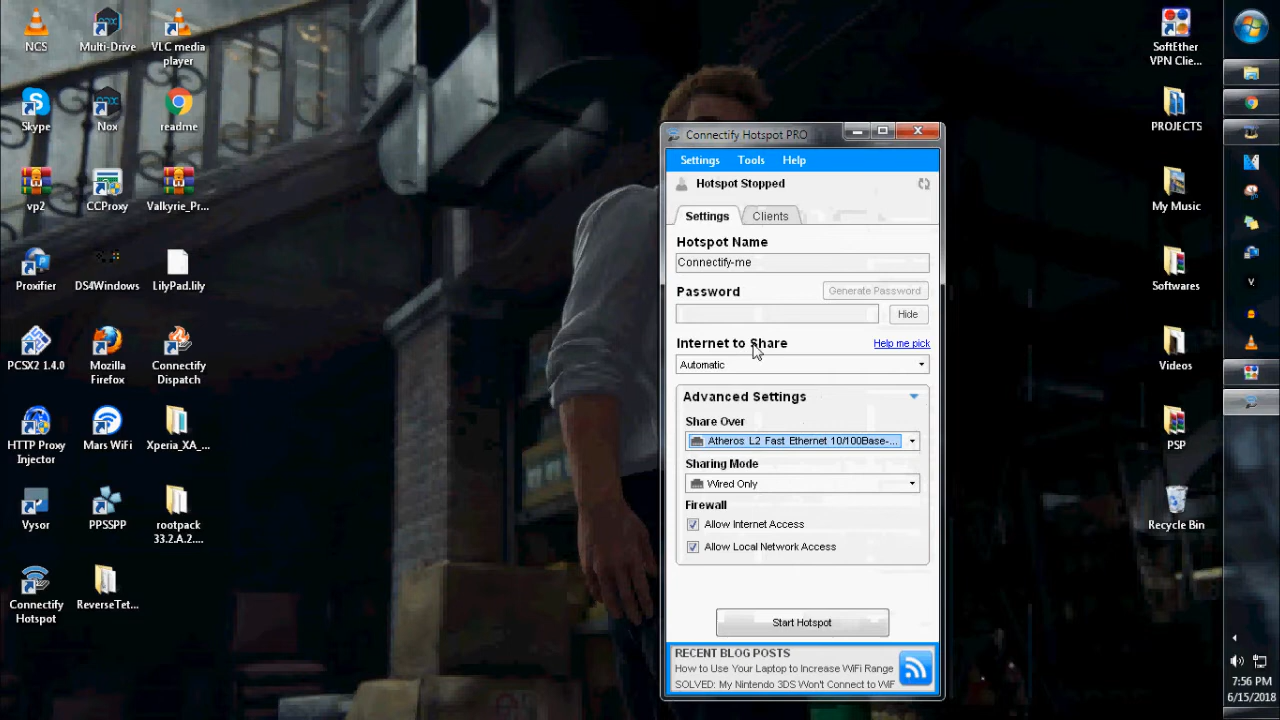 NCS
Multi-Drive
VLC media
player
Skype
Nox
readme
vp2
CCProxy
Valkyrie_Pr...
Proxifier
DS4Windows
LilyPad.lily
PCSX2 1.4.0
Mozilla
Firefox
Connectify
Dispatch
HTTP Proxy
Injector
Mars WiFi
Xperia_XA_...
Vysor
PPSSPP
rootpack
33.2.A.2....
Connectify
Hotspot
ReverseTet...
Connectify Hotspot PRO
Settings Tools Help
Hotspot Stopped
Settings Clients
Hotspot Name
Connectify-me
Password Generate Password
Hide
Internet to Share Help me pick
Automatic
Advanced Settings
Share Over
Atheros L2 Fast Ethernet 10/100Base-...
Sharing Mode
Wired Only
Firewall
Allow Internet Access
Allow Local Network Access
Start Hotspot
RECENT BLOG POSTS
How to Use Your Laptop to Increase WiFi Range
SOLVED: My Nintendo 3DS Won't Connect to WiF
SoftEther
VPN Clie...
PROJECTS
My Music
Softwares
Videos
PSP
Recycle Bin
7:56 PM
6/15/2018